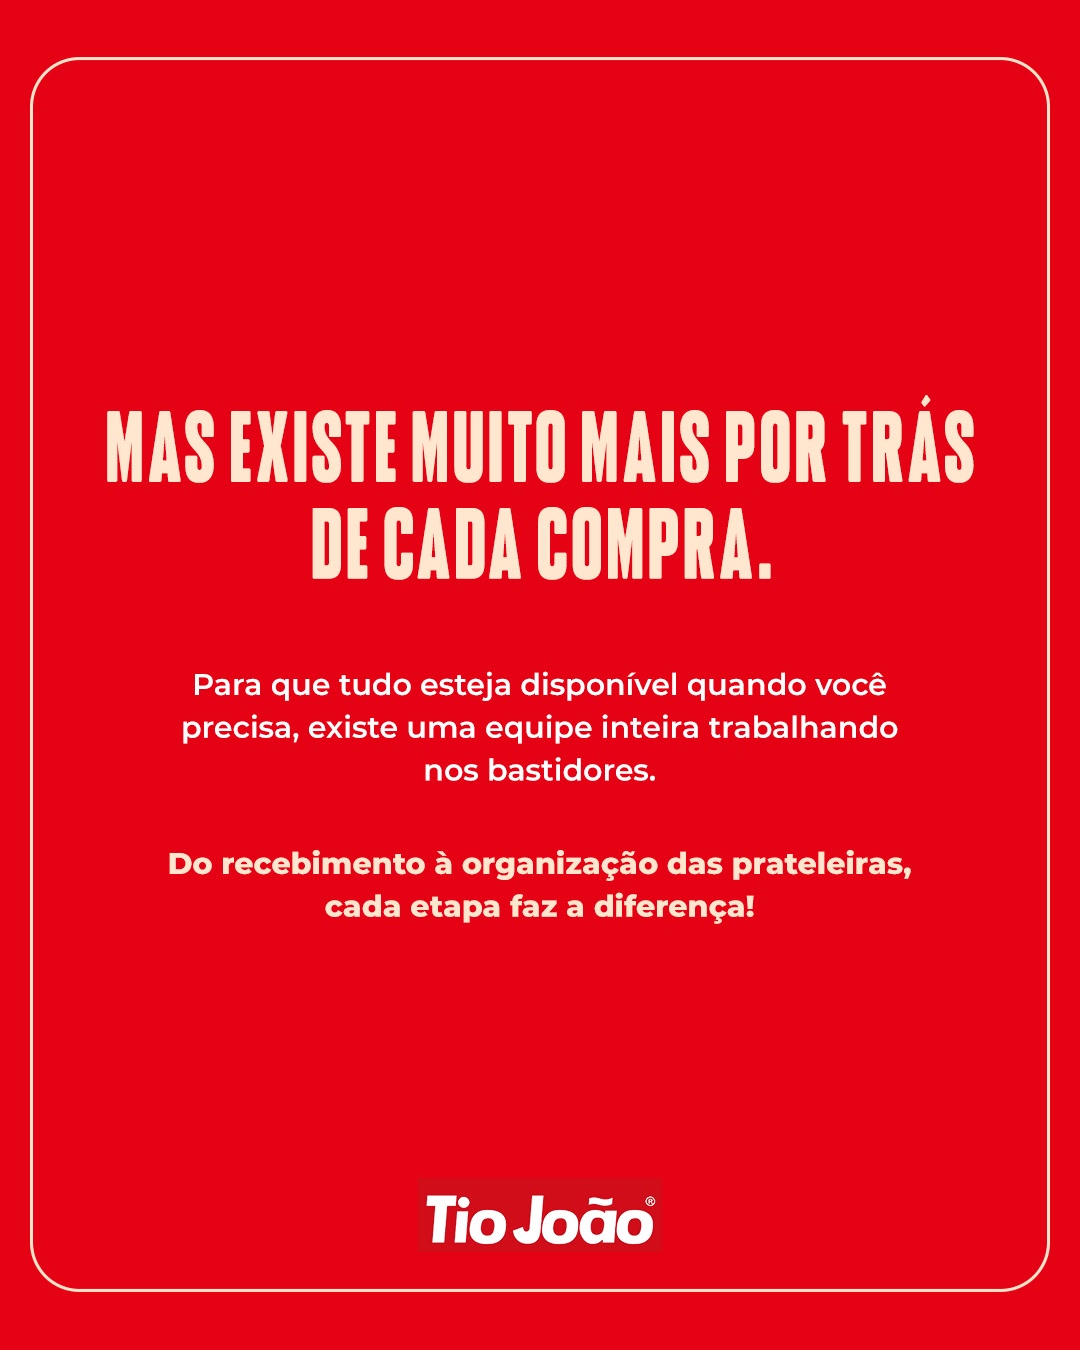 MAS EXISTE MUITO MAIS POR TRÁS
DE CADA COMPRA.
Para que tudo esteja disponível quando você
precisa, existe uma equipe inteira trabalhando
nos bastidores.
Do recebimento à organização das prateleiras,
cada etapa faz a diferença!
Tio João®